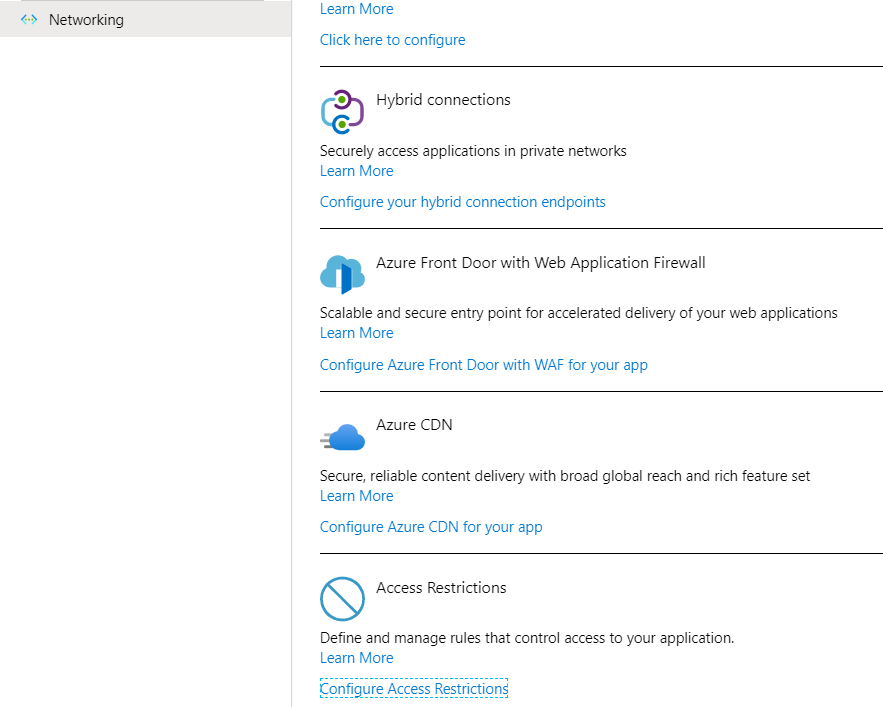 Networking
Learn More
Click here to configure
Hybrid connections
Securely access applications in private networks
Learn More
Configure your hybrid connection endpoints
Azure Front Door with Web Application Firewall
Scalable and secure entry point for accelerated delivery of your web applications
Learn More
Configure Azure Front Door with WAF for your app
Azure CDN
Secure, reliable content delivery with broad global reach and rich feature set
Learn More
Configure Azure CDN for your app
Access Restrictions
Define and manage rules that control access to your application.
Learn More
Configure Access Restrictions